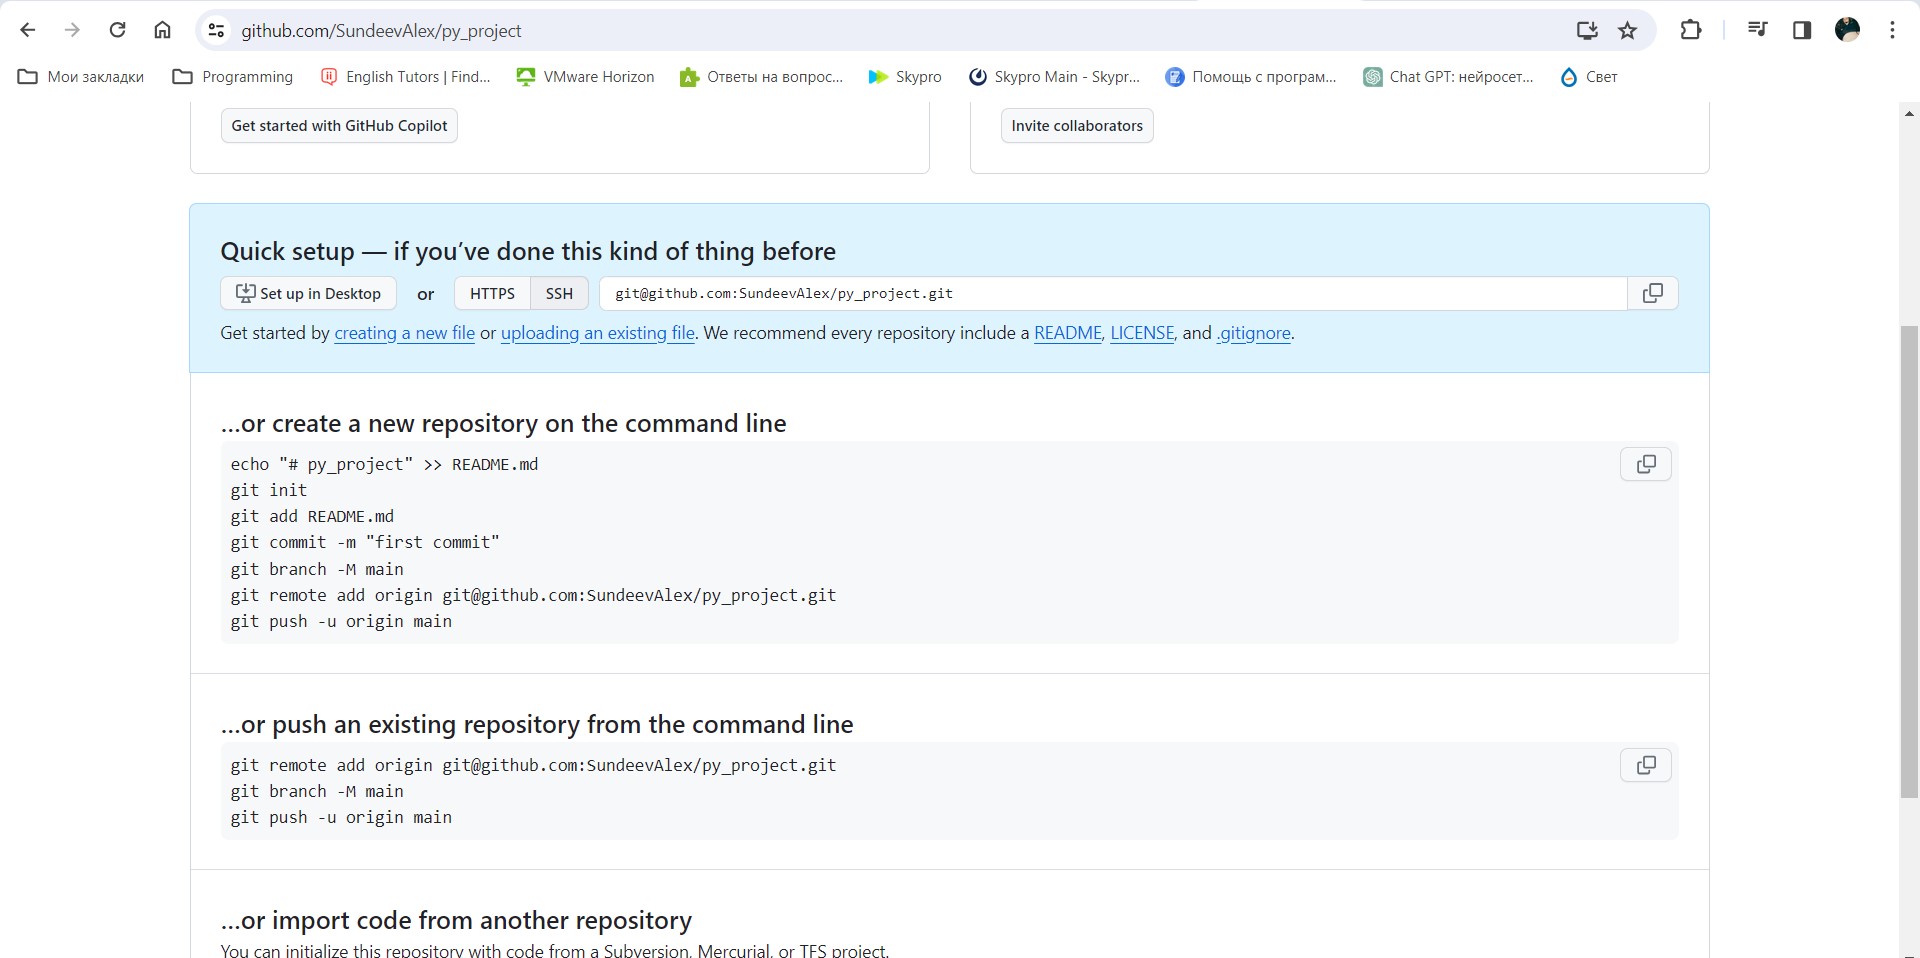 github.com/SundeevAlex/py_project
Мои закладки Programming English Tutors | Find... VMware Horizon Ответы на вопрос... Skypro Skypro Main - Skypr... Помощь с програм... Chat GPT: нейросет... Свет
Get started with GitHub Copilot
Invite collaborators
Quick setup — if you’ve done this kind of thing before
Set up in Desktop or HTTPS SSH git@github.com:SundeevAlex/py_project.git
Get started by creating a new file or uploading an existing file. We recommend every repository include a README, LICENSE, and .gitignore.
…or create a new repository on the command line
echo "# py_project" >> README.md
git init
git add README.md
git commit -m "first commit"
git branch -M main
git remote add origin git@github.com:SundeevAlex/py_project.git
git push -u origin main
…or push an existing repository from the command line
git remote add origin git@github.com:SundeevAlex/py_project.git
git branch -M main
git push -u origin main
…or import code from another repository
You can initialize this repository with code from a Subversion, Mercurial, or TFS project.